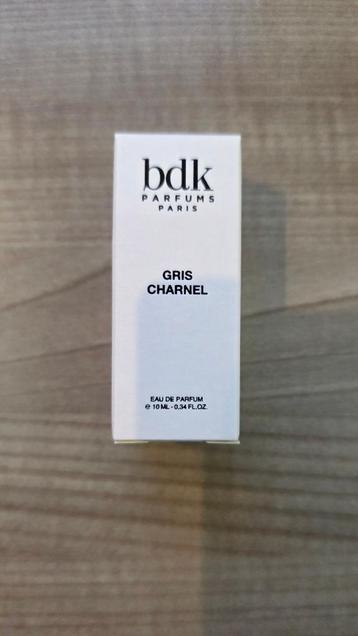 bdk
PARFUMS
PARIS
GRIS
CHARNEL
EAU DE PARFUM
℮ 10 ML - 0,34 FL.OZ.